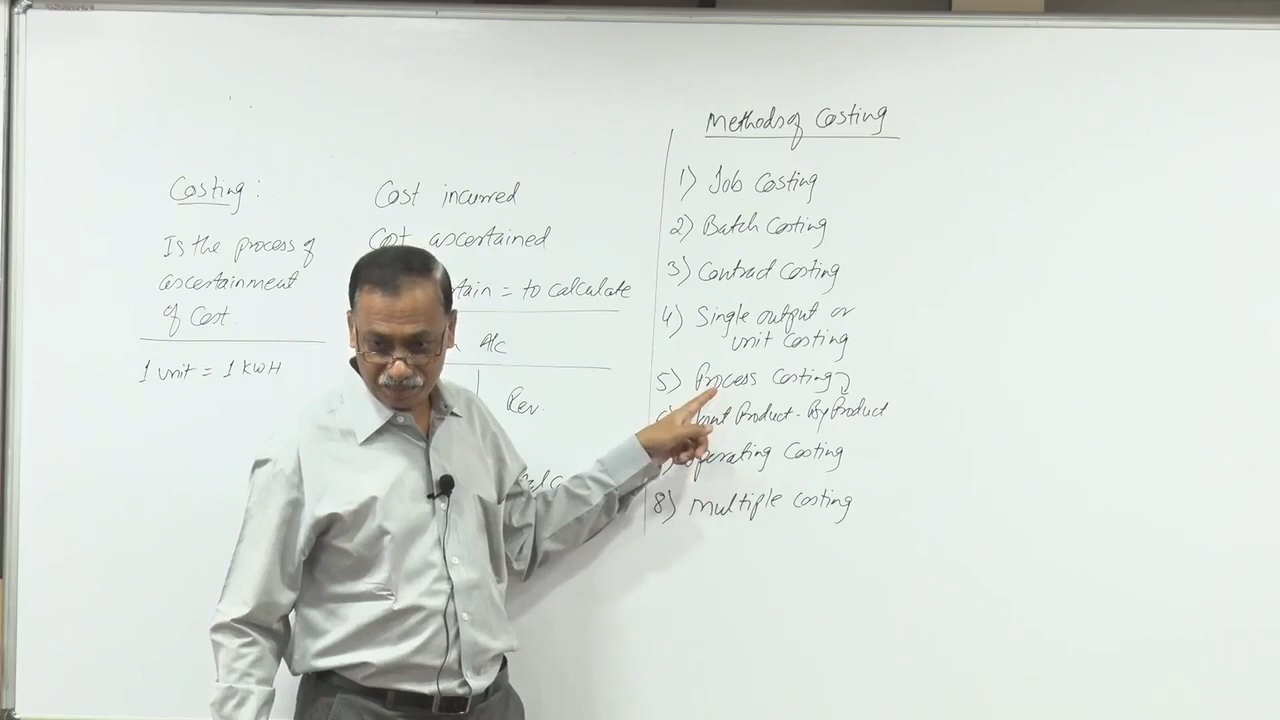 Costing :
Is the process of
ascertainment
of Cost.
1 unit = 1 KWH
Cost incurred
Cost ascertained
= to calculate
A/c
Rev.
Methods of Costing
1) Job Costing
2) Batch Costing
3) Contract Costing
4) Single output or
unit Costing
5) Process Costing
Product - By Product
Operating Costing
8) Multiple Costing